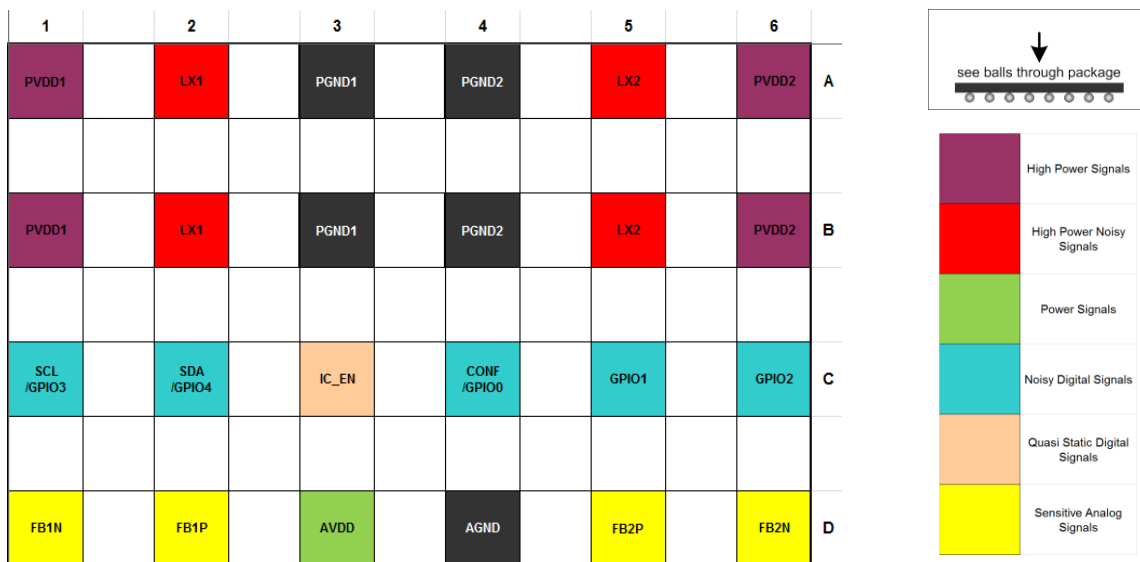 1 2 3 4 5 6
PVDD1 LX1 PGND1 PGND2 LX2 PVDD2 A
PVDD1 LX1 PGND1 PGND2 LX2 PVDD2 B
SCL
/GPIO3
SDA
/GPIO4
IC_EN
CONF
/GPIO0
GPIO1
GPIO2
C
FB1N FB1P AVDD AGND FB2P FB2N D
see balls through package
High Power Signals
High Power Noisy
Signals
Power Signals
Noisy Digital Signals
Quasi Static Digital
Signals
Sensitive Analog
Signals